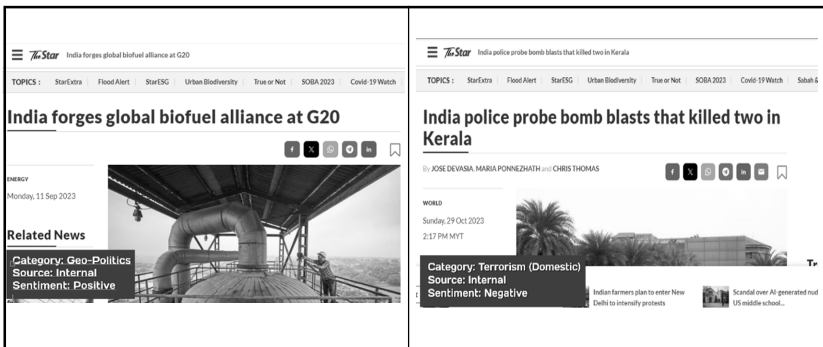 The Star India forges global biofuel alliance at G20
TOPICS : StarExtra Flood Alert StarESG Urban Biodiversity True or Not SOBA 2023 Covid-19 Watch
India forges global biofuel alliance at G20
ENERGY
Monday, 11 Sep 2023
Related News
Category: Geo-Politics
Source: Internal
Sentiment: Positive
The Star India police probe bomb blasts that killed two in Kerala
TOPICS : StarExtra Flood Alert StarESG Urban Biodiversity True or Not SOBA 2023 Covid-19 Watch Sabah &
India police probe bomb blasts that killed two in
Kerala
By JOSE DEVASIA, MARIA PONNEZHATH and CHRIS THOMAS
WORLD
Sunday, 29 Oct 2023
2:17 PM MYT
Category: Terrorism (Domestic)
Source: Internal
Sentiment: Negative
Indian farmers plan to enter New
Delhi to intensify protests
Scandal over AI-generated nud
US middle school...